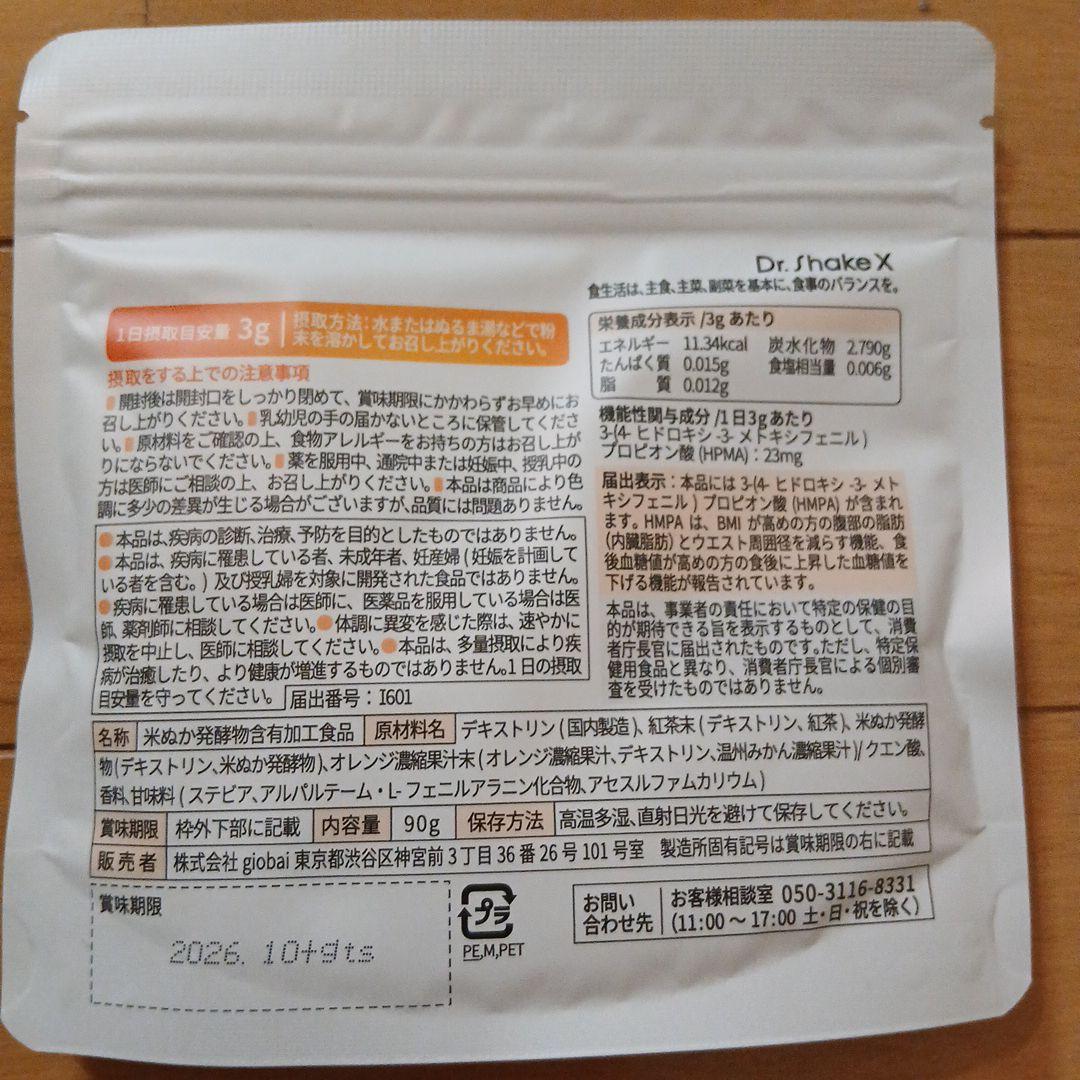 Dr. Shake X
食生活は、主食、主菜、副菜を基本に、食事のバランスを。
1日摂取目安量 3g
摂取方法：水またはぬるま湯などで粉
末を溶かしてお召し上がりください。
摂取をする上での注意事項
開封後は開封口をしっかり閉めて、賞味期限にかかわらずお早めにお
召し上がりください。乳幼児の手の届かないところに保管してくださ
い。原材料をご確認の上、食物アレルギーをお持ちの方はお召し上が
りにならないでください。薬を服用中、通院中または妊娠中、授乳中の
方は医師にご相談の上、お召し上がりください。本品は商品により色
調に多少の差異が生じる場合がございますが、品質には問題ありません。
●本品は、疾病の診断、治療、予防を目的としたものではありません。
●本品は、疾病に罹患している者、未成年者、妊産婦（妊娠を計画して
いる者を含む。）及び授乳婦を対象に開発された食品ではありません。
●疾病に罹患している場合は医師に、医薬品を服用している場合は医
師、薬剤師に相談してください。●体調に異変を感じた際は、速やかに
摂取を中止し、医師に相談してください。●本品は、多量摂取により疾
病が治癒したり、より健康が増進するものではありません。1日の摂取
目安量を守ってください。
届出番号：I601
栄養成分表示 /3g あたり
エネルギー 11.34kcal 炭水化物 2.790g
たんぱく質 0.015g 食塩相当量 0.006g
脂 質 0.012g
機能性関与成分 /1日3gあたり
3-(4- ヒドロキシ -3- メトキシフェニル )
プロピオン酸 (HPMA)：23mg
届出表示：本品には 3-(4- ヒドロキシ -3- メト
キシフェニル ) プロピオン酸 (HMPA) が含まれ
ます。HMPA は、BMI が高めの方の腹部の脂肪
（内臓脂肪）とウエスト周囲径を減らす機能、食
後血糖値が高めの方の食後に上昇した血糖値を
下げる機能が報告されています。
本品は、事業者の責任において特定の保健の目
的が期待できる旨を表示するものとして、消費
者庁長官に届出されたものです。ただし、特定保
健用食品と異なり、消費者庁長官による個別審
査を受けたものではありません。
名称 米ぬか発酵物含有加工食品 原材料名 デキストリン ( 国内製造 )、紅茶末 ( デキストリン、紅茶 )、米ぬか発酵
物 ( デキストリン、米ぬか発酵物 )、オレンジ濃縮果汁末 ( オレンジ濃縮果汁、デキストリン、温州みかん濃縮果汁 )/ クエン酸、
香料、甘味料 ( ステビア、アルパルテーム・L- フェニルアラニン化合物、アセスルファムカリウム )
賞味期限 枠外下部に記載 内容量 90g 保存方法 高温多湿、直射日光を避けて保存してください。
販売者 株式会社 giobai 東京都渋谷区神宮前3丁目36番26号101号室 製造所固有記号は賞味期限の右に記載
賞味期限
2026. 10+gts
プラ
PE,M,PET
お問い
合わせ先
お客様相談室 050-3116-8331
(11:00 ～ 17:00 土・日・祝を除く)